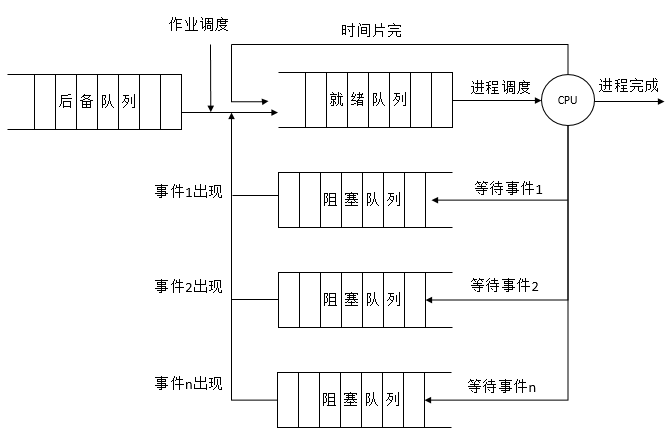 作业调度
时间片完
后备队列
就绪队列
进程调度
CPU
进程完成
事件1出现
阻塞队列
等待事件1
事件2出现
阻塞队列
等待事件2
事件n出现
阻塞队列
等待事件n